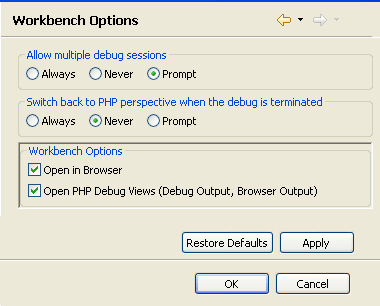 Workbench Options
Allow multiple debug sessions
Always Never Prompt
Switch back to PHP perspective when the debug is terminated
Always Never Prompt
Workbench Options
Open in Browser
Open PHP Debug Views (Debug Output, Browser Output)
Restore Defaults Apply
OK Cancel